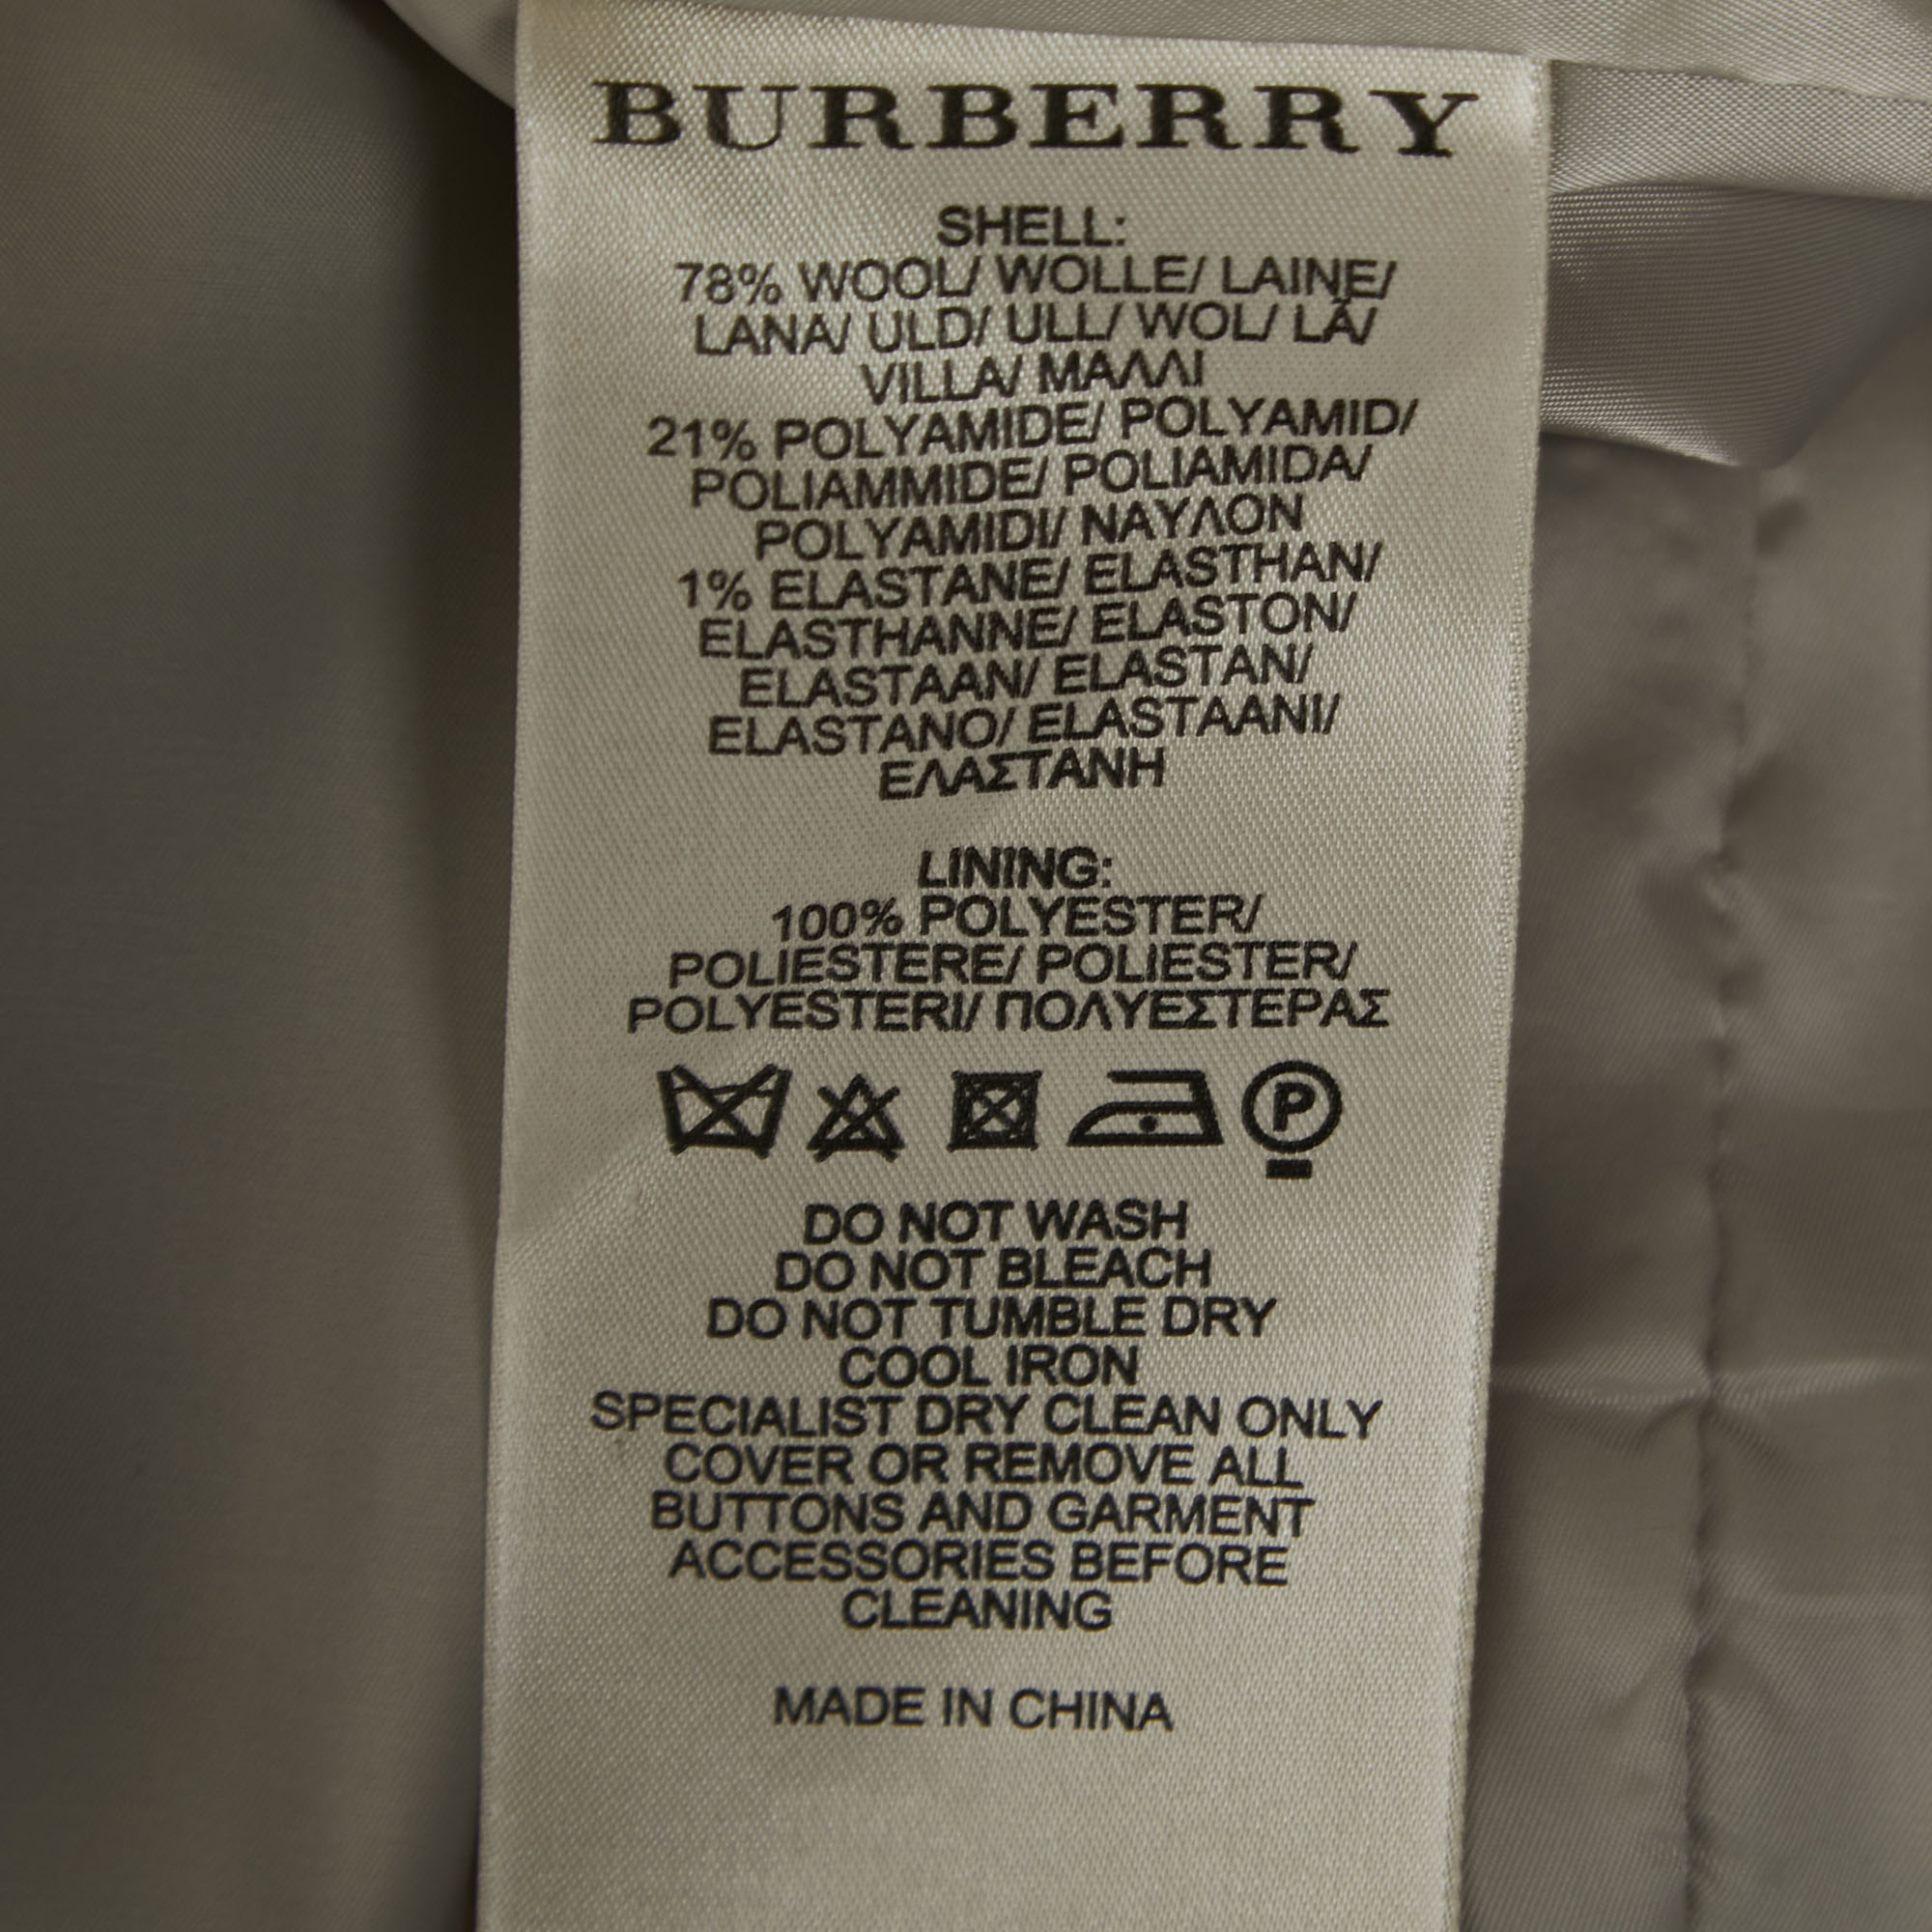 BURBERRY
SHELL:
78% WOOL/ WOLLE/ LAINE/
LANA/ ULD/ ULL/ WOL/ LÃ/
VILLA/ ΜΑΛΛΙ
21% POLYAMIDE/ POLYAMID/
POLIAMMIDE/ POLIAMIDA/
POLYAMIDI/ ΝΑΥΛΟΝ
1% ELASTANE/ ELASTHAN/
ELASTHANNE/ ELASTON/
ELASTAAN/ ELASTAN/
ELASTANO/ ELASTAANI/
ΕΛΑΣΤΑΝΗ
LINING:
100% POLYESTER/
POLIESTERE/ POLIESTER/
POLYESTERI/ ΠΟΛΥΕΣΤΕΡΑΣ
P
DO NOT WASH
DO NOT BLEACH
DO NOT TUMBLE DRY
COOL IRON
SPECIALIST DRY CLEAN ONLY
COVER OR REMOVE ALL
BUTTONS AND GARMENT
ACCESSORIES BEFORE
CLEANING
MADE IN CHINA